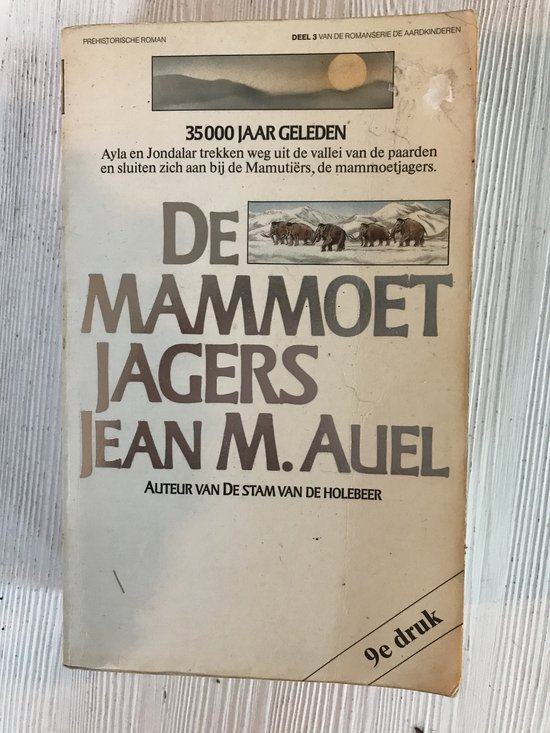 PREHISTORISCHE ROMAN
DEEL 3 VAN DE ROMANSERIE DE AARDKINDEREN
35000 JAAR GELEDEN
Ayla en Jondalar trekken weg uit de vallei van de paarden
en sluiten zich aan bij de Mamutiërs, de mammoetjagers.
DE
MAMMOET
JAGERS
JEAN M. AUEL
AUTEUR VAN DE STAM VAN DE HOLEBEER
9e druk